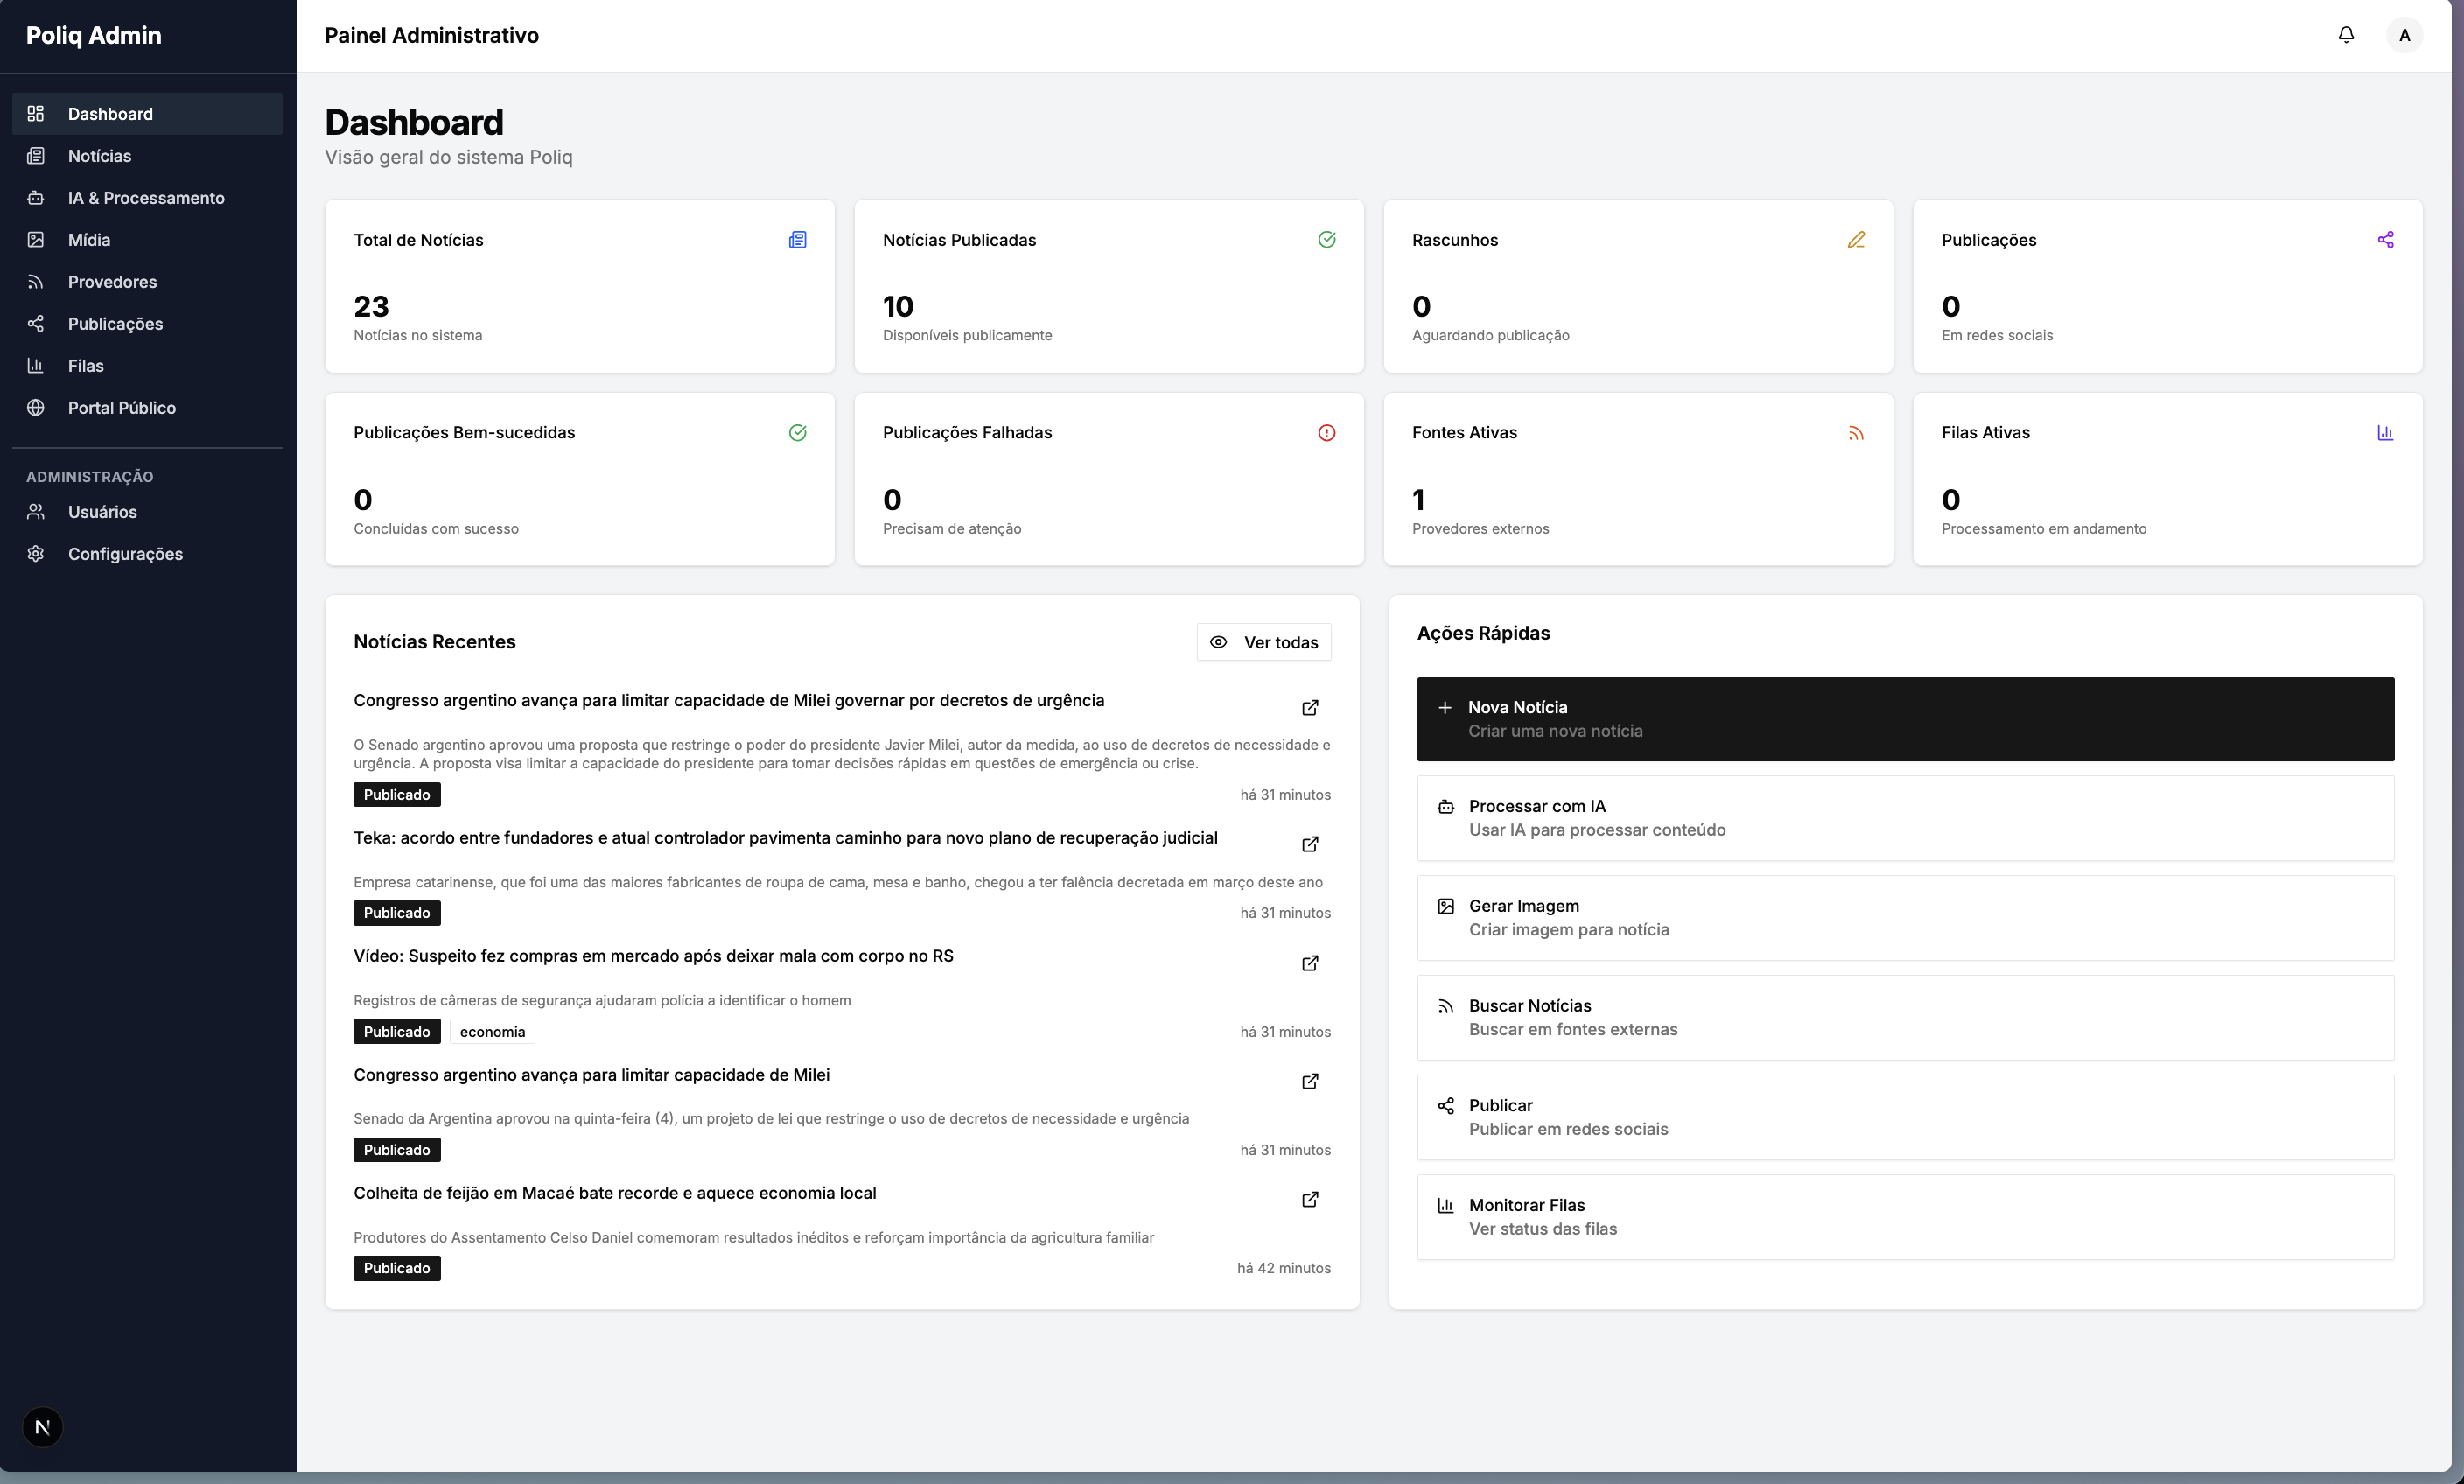 Poliq Admin
Dashboard
Notícias
IA & Processamento
Mídia
Provedores
Publicações
Filas
Portal Público
ADMINISTRAÇÃO
Usuários
Configurações
N
Painel Administrativo
A
Dashboard
Visão geral do sistema Poliq
Total de Notícias
23
Notícias no sistema
Notícias Publicadas
10
Disponíveis publicamente
Rascunhos
0
Aguardando publicação
Publicações
0
Em redes sociais
Publicações Bem-sucedidas
0
Concluídas com sucesso
Publicações Falhadas
0
Precisam de atenção
Fontes Ativas
1
Provedores externos
Filas Ativas
0
Processamento em andamento
Notícias Recentes
Ver todas
Congresso argentino avança para limitar capacidade de Milei governar por decretos de urgência
O Senado argentino aprovou uma proposta que restringe o poder do presidente Javier Milei, autor da medida, ao uso de decretos de necessidade e
urgência. A proposta visa limitar a capacidade do presidente para tomar decisões rápidas em questões de emergência ou crise.
Publicado
há 31 minutos
Teka: acordo entre fundadores e atual controlador pavimenta caminho para novo plano de recuperação judicial
Empresa catarinense, que foi uma das maiores fabricantes de roupa de cama, mesa e banho, chegou a ter falência decretada em março deste ano
Publicado
há 31 minutos
Vídeo: Suspeito fez compras em mercado após deixar mala com corpo no RS
Registros de câmeras de segurança ajudaram polícia a identificar o homem
Publicado economia
há 31 minutos
Congresso argentino avança para limitar capacidade de Milei
Senado da Argentina aprovou na quinta-feira (4), um projeto de lei que restringe o uso de decretos de necessidade e urgência
Publicado
há 31 minutos
Colheita de feijão em Macaé bate recorde e aquece economia local
Produtores do Assentamento Celso Daniel comemoram resultados inéditos e reforçam importância da agricultura familiar
Publicado
há 42 minutos
Ações Rápidas
Nova Notícia
Criar uma nova notícia
Processar com IA
Usar IA para processar conteúdo
Gerar Imagem
Criar imagem para notícia
Buscar Notícias
Buscar em fontes externas
Publicar
Publicar em redes sociais
Monitorar Filas
Ver status das filas